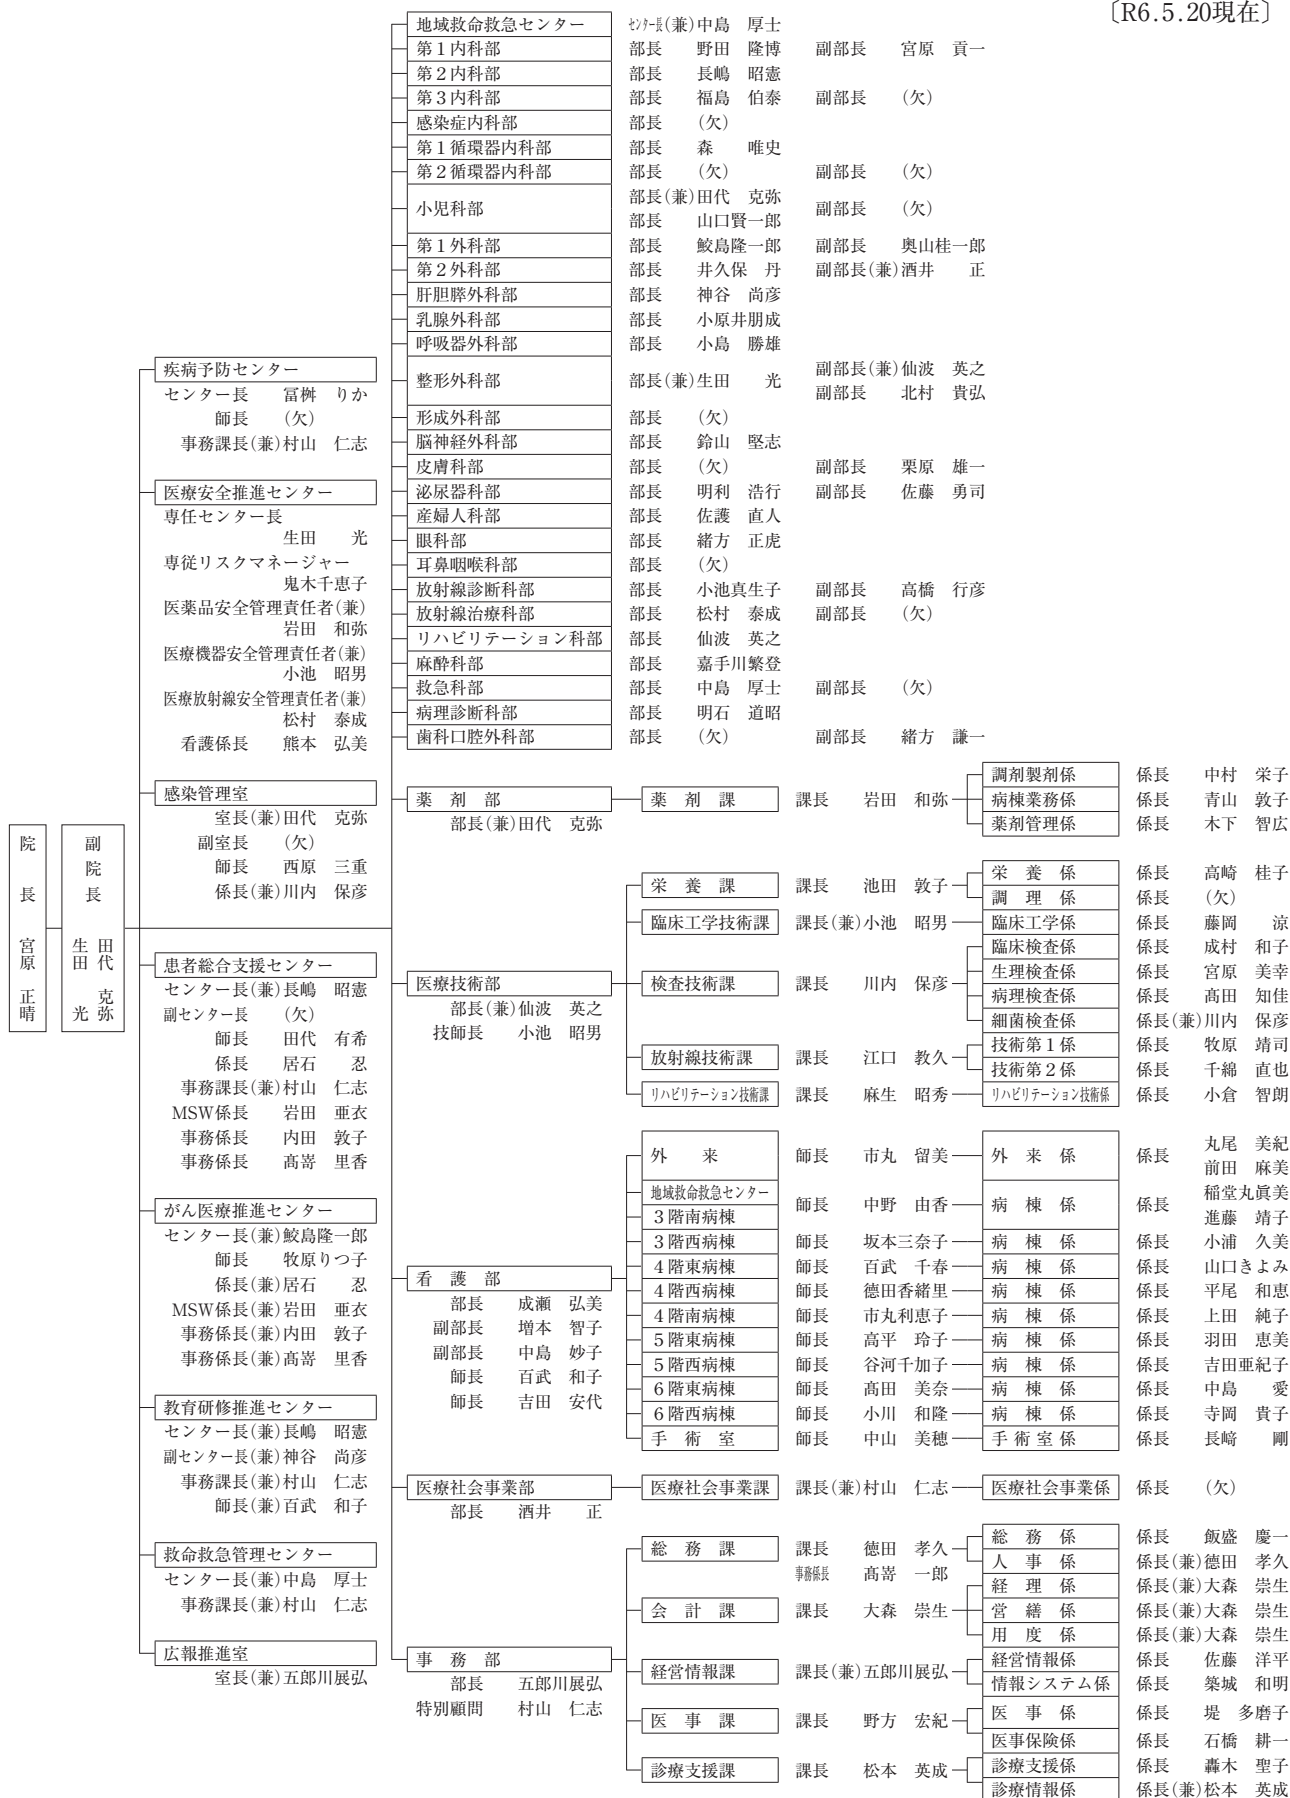 〔R6.5.20現在〕
地域救命救急センター　センター長(兼)中島　厚士
第１内科部　部長　野田　隆博　副部長　宮原　貢一
第２内科部　部長　長嶋　昭憲
第３内科部　部長　福島　伯泰　副部長　(欠)
感染症内科部　部長　(欠)
第１循環器内科部　部長　森　　唯史
第２循環器内科部　部長　(欠)　副部長　(欠)
小児科部　部長(兼)田代　克弥　副部長　(欠)
部長　山口賢一郎
第１外科部　部長　鮫島隆一郎　副部長　奥山桂一郎
第２外科部　部長　井久保　丹　副部長(兼)酒井　　正
肝胆膵外科部　部長　神谷　尚彦
乳腺外科部　部長　小原井朋成
呼吸器外科部　部長　小島　勝雄
整形外科部　部長(兼)生田　　光　副部長(兼)仙波　英之
副部長　北村　貴弘
形成外科部　部長　(欠)
脳神経外科部　部長　鈴山　堅志
皮膚科部　部長　(欠)　副部長　栗原　雄一
泌尿器科部　部長　明利　浩行　副部長　佐藤　勇司
産婦人科部　部長　佐護　直人
眼科部　部長　緒方　正虎
耳鼻咽喉科部　部長　(欠)
放射線診断科部　部長　小池真生子　副部長　高橋　行彦
放射線治療科部　部長　松村　泰成　副部長　(欠)
リハビリテーション科部　部長　仙波　英之
麻酔科部　部長　嘉手川繁登
救急科部　部長　中島　厚士　副部長　(欠)
病理診断科部　部長　明石　道昭
歯科口腔外科部　部長　(欠)　副部長　緒方　謙一
院長　宮原　正晴
副院長　田代　克弥
生田　　光
疾病予防センター
センター長　冨桝　りか
師長　(欠)
事務課長(兼)村山　仁志
医療安全推進センター
専任センター長
生田　　光
専従リスクマネージャー
鬼木千恵子
医薬品安全管理責任者(兼)
岩田　和弥
医療機器安全管理責任者(兼)
小池　昭男
医療放射線安全管理責任者(兼)
松村　泰成
看護係長　熊本　弘美
感染管理室
室長(兼)田代　克弥
副室長　(欠)
師長　西原　三重
係長(兼)川内　保彦
患者総合支援センター
センター長(兼)長嶋　昭憲
副センター長　(欠)
師長　田代　有希
係長　居石　　忍
事務課長(兼)村山　仁志
MSW係長　岩田　亜衣
事務係長　内田　敦子
事務係長　髙嵜　里香
がん医療推進センター
センター長(兼)鮫島隆一郎
師長　牧原りつ子
係長(兼)居石　　忍
MSW係長(兼)岩田　亜衣
事務係長(兼)内田　敦子
事務係長(兼)髙嵜　里香
教育研修推進センター
センター長(兼)長嶋　昭憲
副センター長(兼)神谷　尚彦
事務課長(兼)村山　仁志
師長(兼)百武　和子
救命救急管理センター
センター長(兼)中島　厚士
事務課長(兼)村山　仁志
広報推進室
室長(兼)五郎川展弘
薬　剤　部
部長(兼)田代　克弥
薬　剤　課　課長　岩田　和弥
調剤製剤係　係長　中村　栄子
病棟業務係　係長　青山　敦子
薬剤管理係　係長　木下　智広
医療技術部
部長(兼)仙波　英之
技師長　小池　昭男
栄　養　課　課長　池田　敦子
栄　養　係　係長　高崎　桂子
調　理　係　係長　(欠)
臨床工学技術課　課長(兼)小池　昭男　臨床工学係　係長　藤岡　　涼
検査技術課　課長　川内　保彦
臨床検査係　係長　成村　和子
生理検査係　係長　宮原　美幸
病理検査係　係長　髙田　知佳
細菌検査係　係長(兼)川内　保彦
放射線技術課　課長　江口　教久
技術第１係　係長　牧原　靖司
技術第２係　係長　千綿　直也
リハビリテーション技術課　課長　麻生　昭秀　リハビリテーション技術係　係長　小倉　智朗
看　護　部
部長　成瀬　弘美
副部長　増本　智子
副部長　中島　妙子
師長　百武　和子
師長　吉田　安代
外　　来　師長　市丸　留美　外　来　係　係長　丸尾　美紀
前田　麻美
地域救命救急センター
３階南病棟　師長　中野　由香　病　棟　係　係長　稲堂丸眞美
進藤　靖子
３階西病棟　師長　坂本三奈子　病　棟　係　係長　小浦　久美
４階東病棟　師長　百武　千春　病　棟　係　係長　山口きよみ
４階西病棟　師長　德田香緒里　病　棟　係　係長　平尾　和恵
４階南病棟　師長　市丸利恵子　病　棟　係　係長　上田　純子
５階東病棟　師長　高平　玲子　病　棟　係　係長　羽田　恵美
５階西病棟　師長　谷河千加子　病　棟　係　係長　吉田亜紀子
６階東病棟　師長　髙田　美奈　病　棟　係　係長　中島　　愛
６階西病棟　師長　小川　和隆　病　棟　係　係長　寺岡　貴子
手　術　室　師長　中山　美穂　手術室係　係長　長﨑　　剛
医療社会事業部
部長　酒井　　正
医療社会事業課　課長(兼)村山　仁志　医療社会事業係　係長　(欠)
事　務　部
部長　五郎川展弘
特別顧問　村山　仁志
総　務　課　課長　德田　孝久
事務係長　髙嵜　一郎
総　務　係　係長　飯盛　慶一
人　事　係　係長(兼)德田　孝久
会　計　課　課長　大森　崇生
経　理　係　係長(兼)大森　崇生
営　繕　係　係長(兼)大森　崇生
用　度　係　係長(兼)大森　崇生
経営情報課　課長(兼)五郎川展弘
経営情報係　係長　佐藤　洋平
情報システム係　係長　築城　和明
医　事　課　課長　野方　宏紀
医　事　係　係長　堤　多磨子
医事保険係　係長　石橋　耕一
診療支援課　課長　松本　英成
診療支援係　係長　轟木　聖子
診療情報係　係長(兼)松本　英成